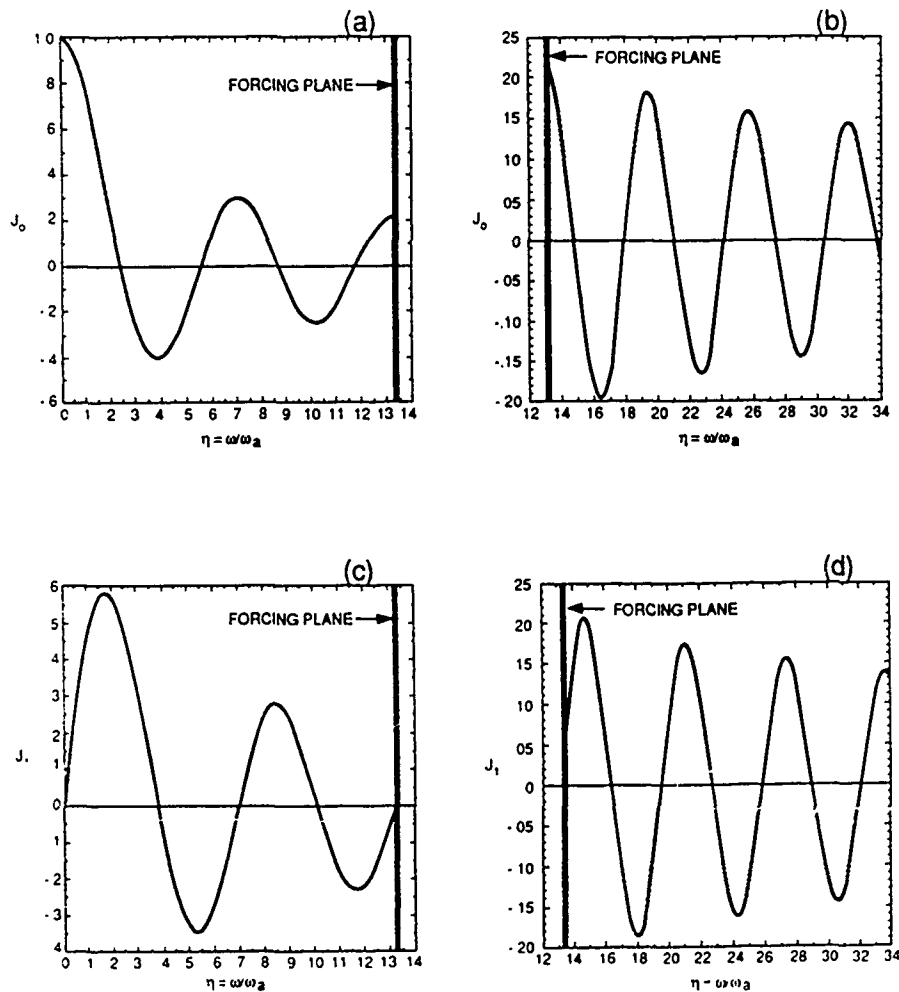 (a)
1 0
8
6
4
2
0
- 2
- 4
- 6
J₀
FORCING PLANE
0 1 2 3 4 5 6 7 8 9 10 11 12 13 14
η = ω/ωₐ
(b)
25
20
15
10
05
0
- 05
-.10
-.15
-.20
J₀
FORCING PLANE
12 14 16 18 20 22 24 26 28 30 32 34
η = ω/ωₐ
(c)
6
5
4
3
2
1
0
1
2
- 3
4
J
FORCING PLANE
0 1 2 3 4 5 6 7 8 9 10 11 12 13 14
η = ω/ωₐ
(d)
25
20
15
10
05
0
- 05
- 10
- 15
- 20
J₁
FORCING PLANE
12 14 16 18 20 22 24 26 28 30 32 34
η - ω/ωₐ